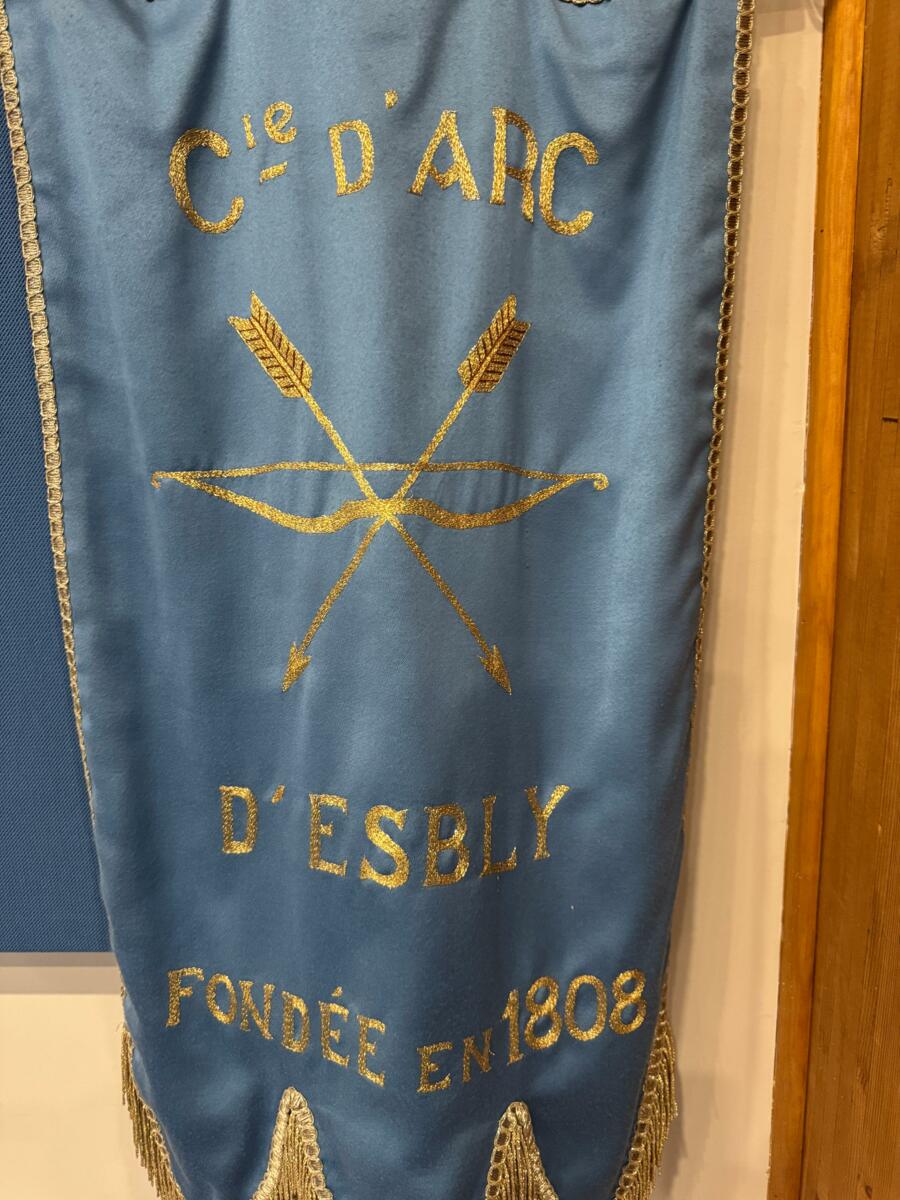 Cie D'ARC
D'ESBLY
FONDÉE EN 1808